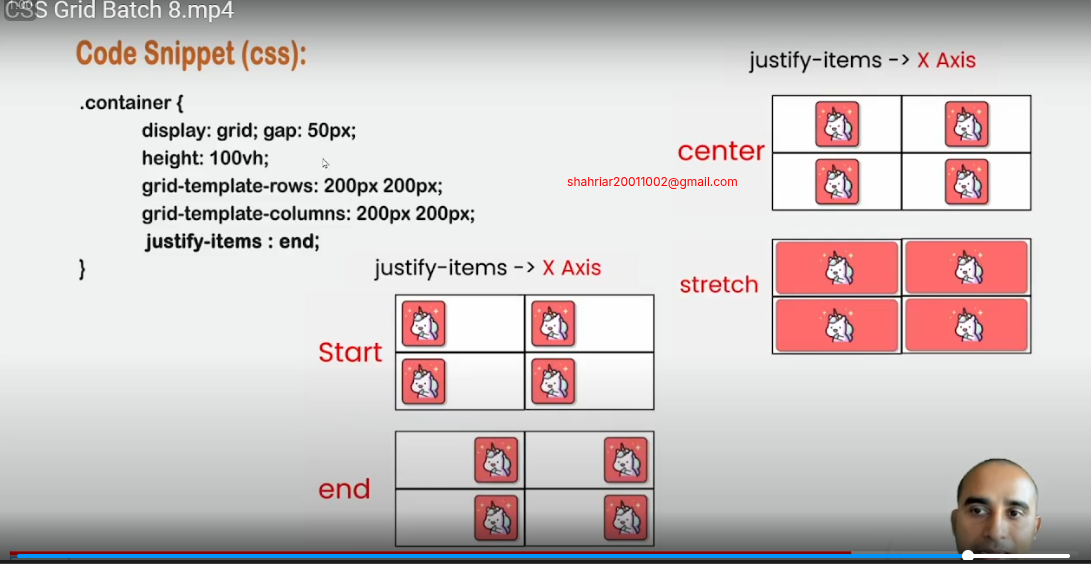 CSS Grid Batch 8.mp4
Code Snippet (css):
.container {
display: grid; gap: 50px;
height: 100vh;
grid-template-rows: 200px 200px;
grid-template-columns: 200px 200px;
justify-items : end;
}
justify-items -> X Axis
Start
end
justify-items -> X Axis
center
stretch
shahriar20011002@gmail.com